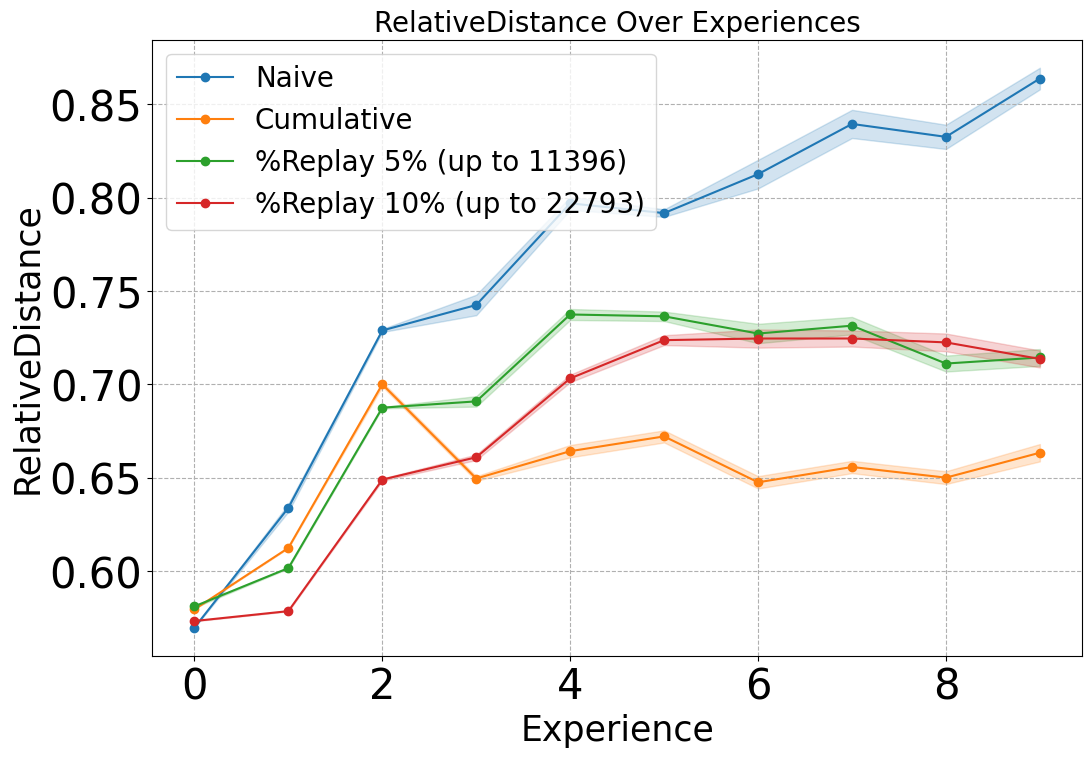 RelativeDistance Over Experiences
Naive
Cumulative
%Replay 5% (up to 11396)
%Replay 10% (up to 22793)
RelativeDistance
0.85
0.80
0.75
0.70
0.65
0.60
0 2 4 6 8
Experience